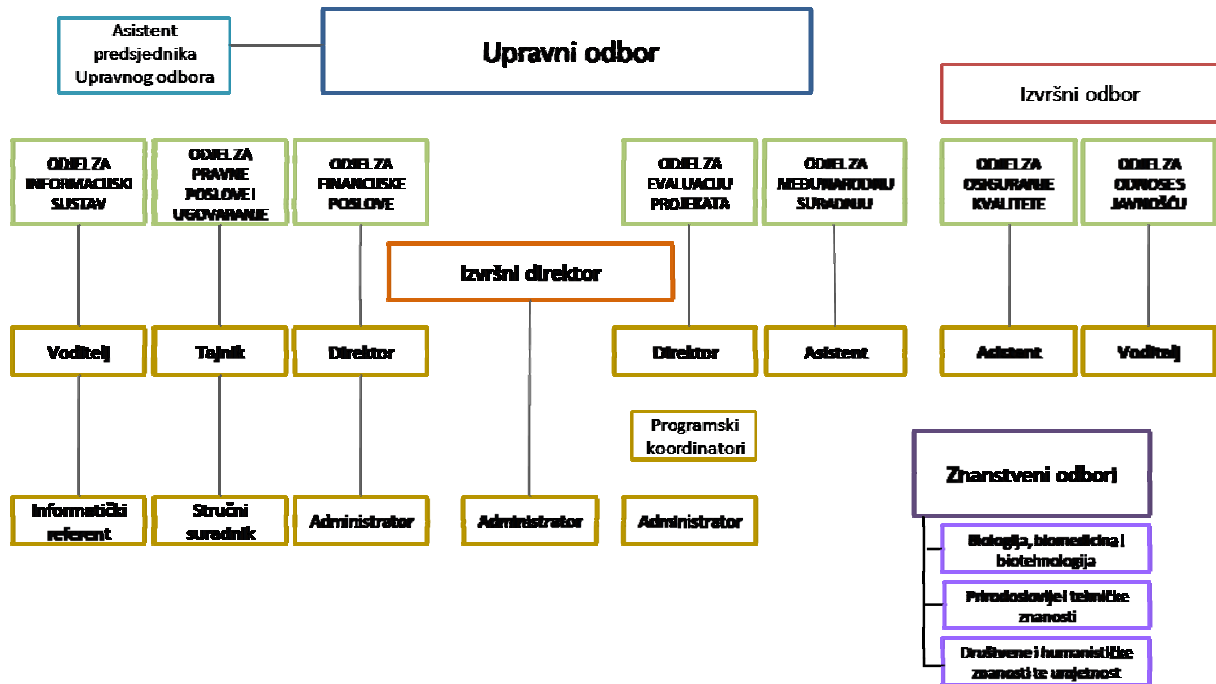 Asistent
predsjednika
Upravnog odbora
Upravni odbor
Izvršni odbor
ODJEL ZA
INFORMACIJSKI
SUSTAV
ODJEL ZA
PRAVNE
POSLOVE I
UGOVARANJE
ODJEL ZA
FINANCIJSKE
POSLOVE
ODJEL ZA
EVALUACIJU
PROJEKATA
ODJEL ZA
MEĐUNARODNU
SURADNJU
ODJEL ZA
OSIGURANJE
KVALITETE
ODJEL ZA
ODNOSE S
JAVNOŠĆU
Izvršni direktor
Voditelj
Tajnik
Direktor
Direktor
Asistent
Asistent
Voditelj
Programski
koordinatori
Informatički
referent
Stručni
suradnik
Administrator
Administrator
Administrator
Znanstveni odbori
Biologija, biomedicina i
biotehnologija
Prirodoslovlje i tehničke
znanosti
Društvene i humanističke
znanosti te umjetnost